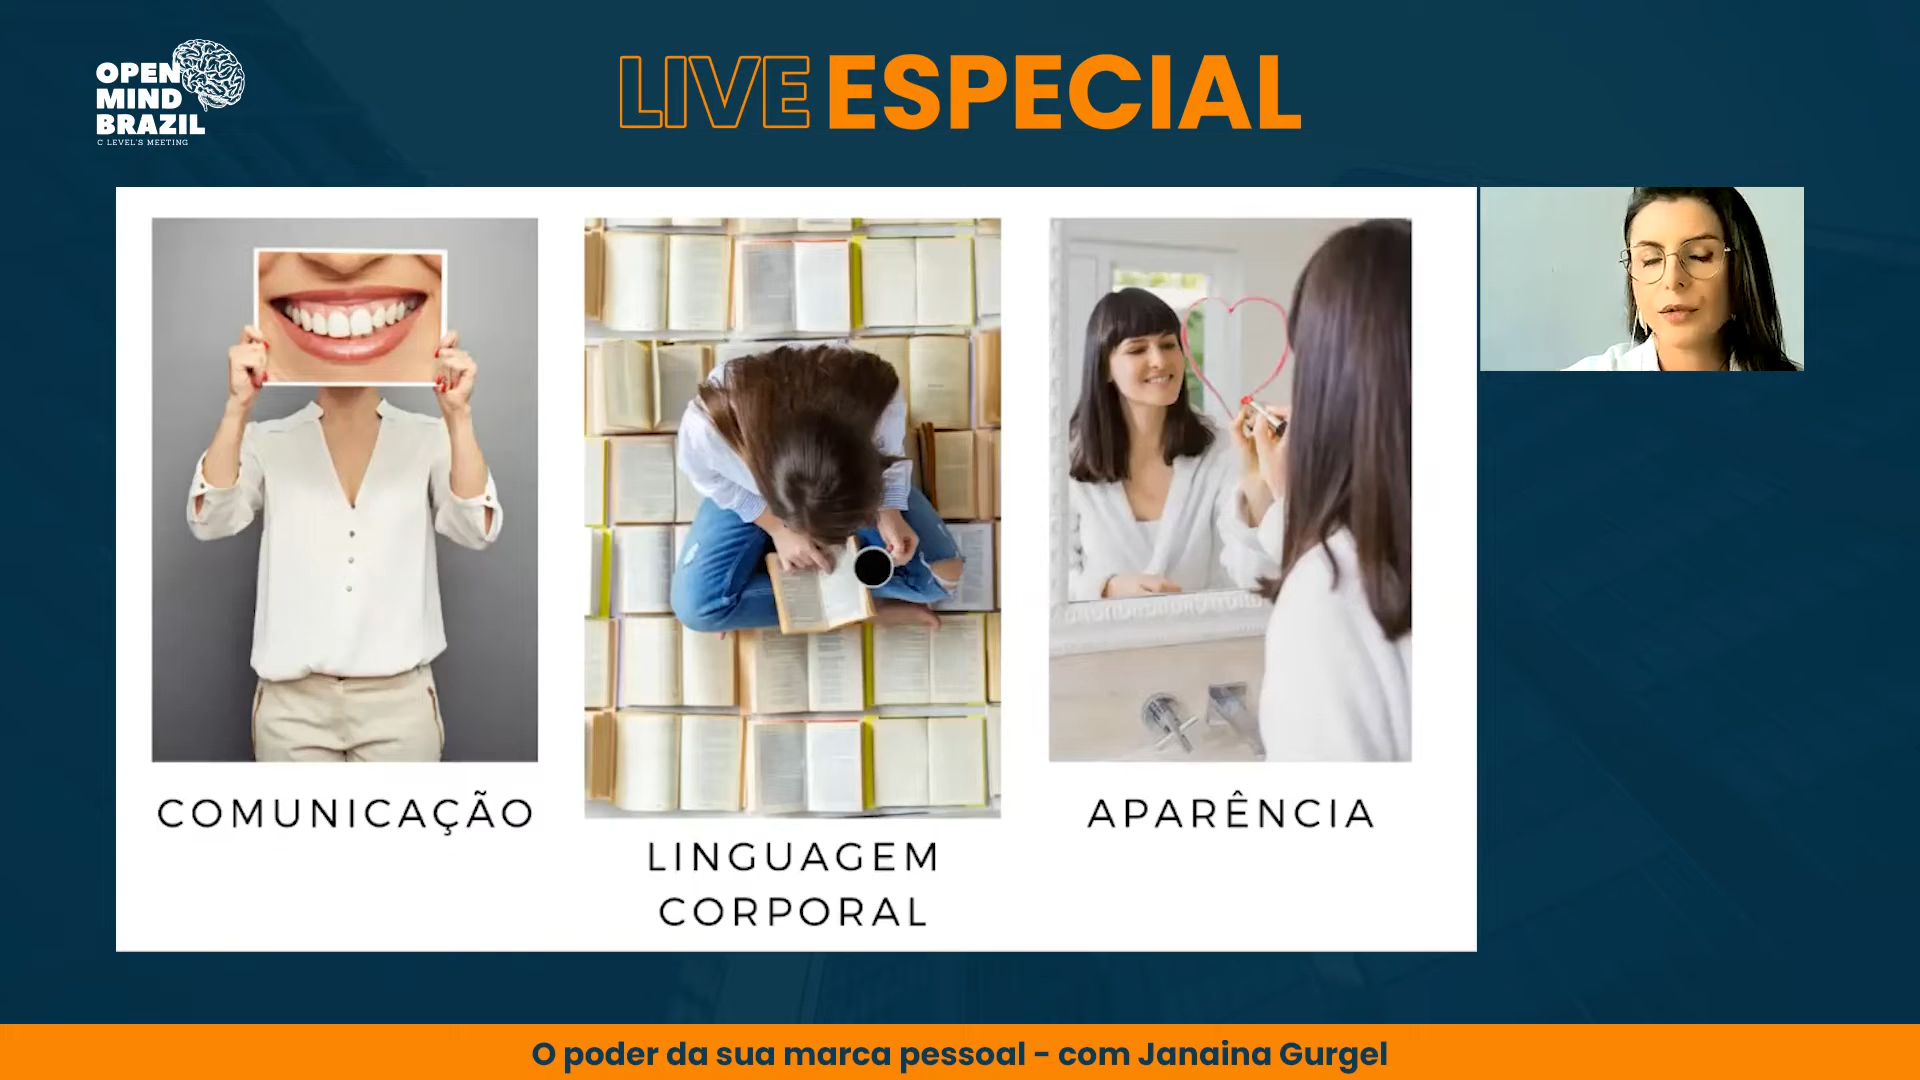 OPEN
MIND
BRAZIL
C LEVEL'S MEETING
LIVE ESPECIAL
COMUNICAÇÃO
LINGUAGEM
CORPORAL
APARÊNCIA
O poder da sua marca pessoal - com Janaina Gurgel